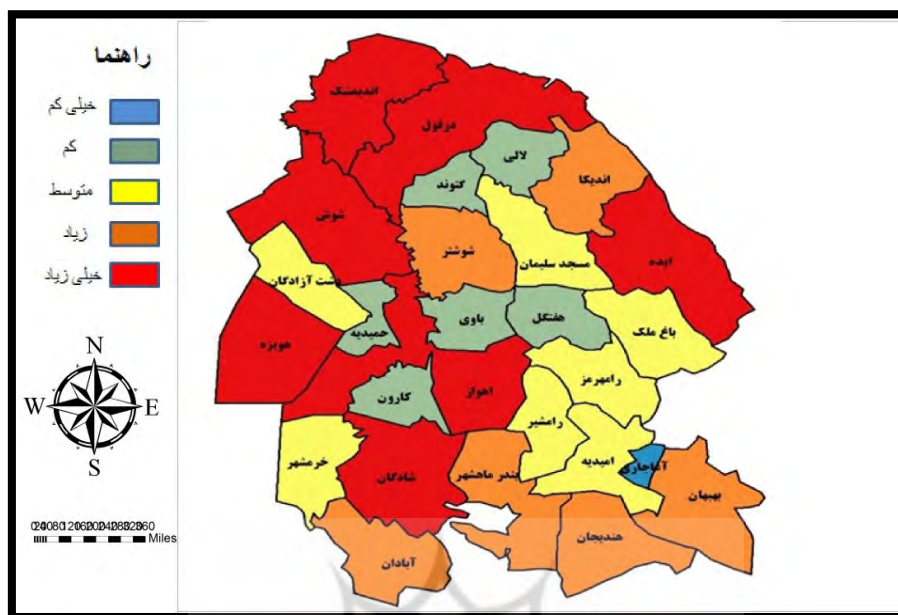 راهنما
خیلی کم
کم
متوسط
زیاد
خیلی زیاد
N
W E
S
Miles
اندیمشک
دزفول
لالی
اندیکا
گتوند
شوش
شوشتر
مسجد سلیمان
ایذه
دشت آزادگان
حمیدیه
باوی
هفتگل
باغ ملک
هویزه
رامهرمز
کارون
اهواز
رامشیر
خرمشهر
امیدیه
آغاجاری
شادگان
بندر ماهشهر
بهبهان
هندیجان
آبادان